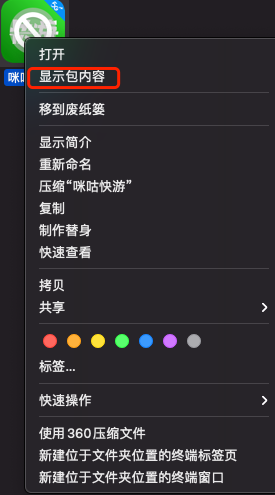 咪咕
打开
显示包内容
移到废纸篓
显示简介
重新命名
压缩“咪咕快游”
复制
制作替身
快速查看
拷贝
共享
标签...
快速操作
使用 360 压缩文件
新建位于文件夹位置的终端标签页
新建位于文件夹位置的终端窗口